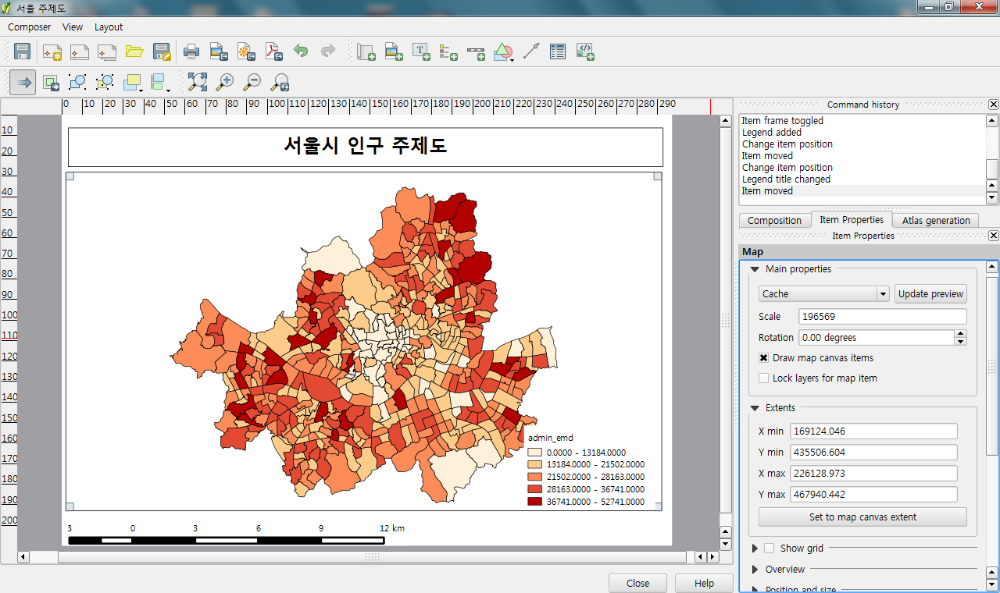 서울 주제도
Composer View Layout
0 10 20 30 40 50 60 70 80 90 100 110 120 130 140 150 160 170 180 190 200 210 220 230 240 250 260 270 280 290
10
20
30
40
50
60
70
80
90
100
110
120
130
140
150
160
170
180
190
200
서울시 인구 주제도
admin_emd
0.0000 - 13184.0000
13184.0000 - 21502.0000
21502.0000 - 28163.0000
28163.0000 - 36741.0000
36741.0000 - 52741.0000
3 0 3 6 9 12 km
Close Help
Command history
Item frame toggled
Legend added
Change item position
Item moved
Change item position
Legend title changed
Item moved
Composition Item Properties Atlas generation
Item Properties
Map
Main properties
Cache Update preview
Scale 196569
Rotation 0.00 degrees
Draw map canvas items
Lock layers for map item
Extents
X min 169124.046
Y min 435506.604
X max 226128.973
Y max 467940.442
Set to map canvas extent
Show grid
Overview
Position and size